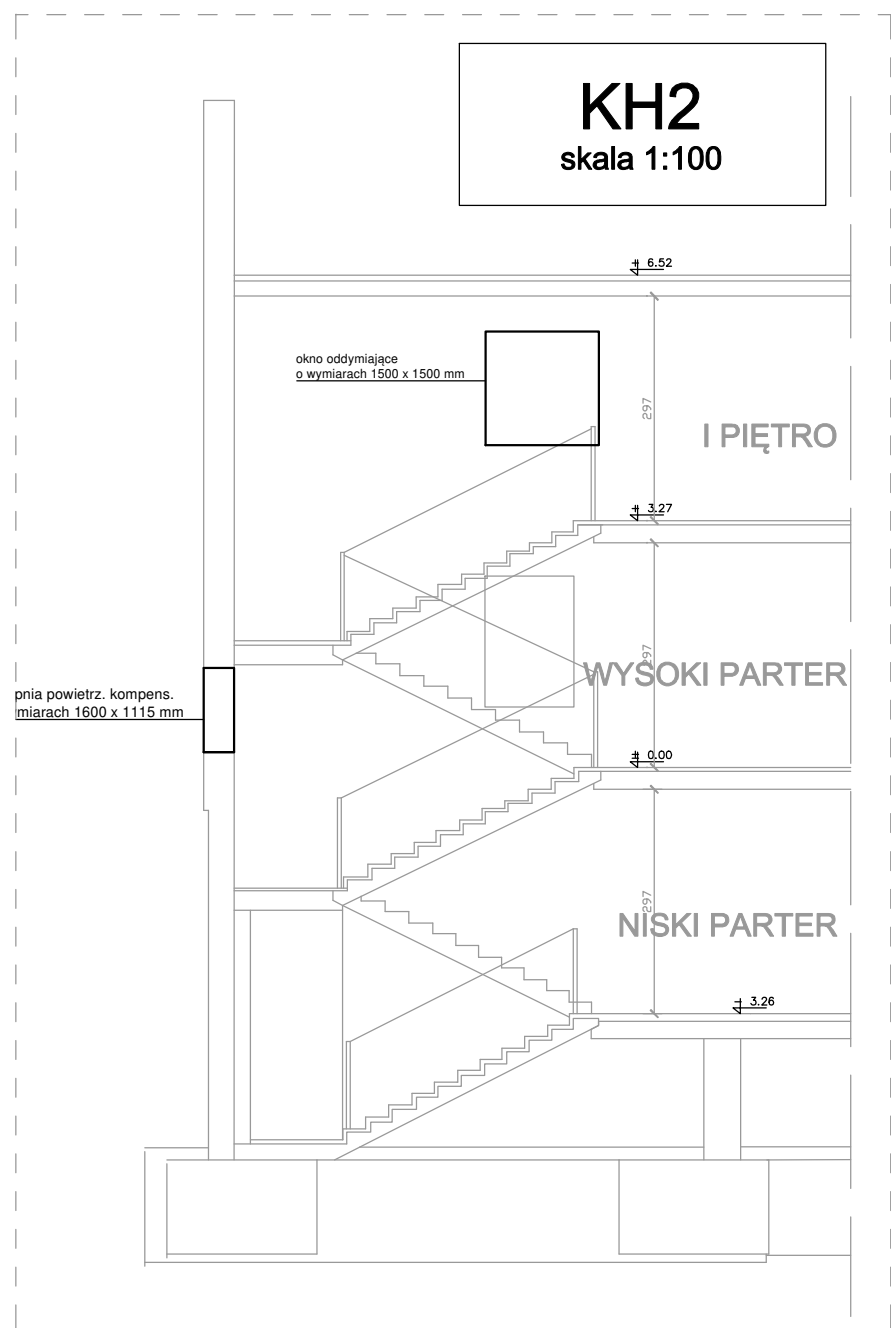 KH2
skala 1:100
6.52
okno oddymiające
o wymiarach 1500 x 1500 mm
297
I PIĘTRO
3.27
297
WYSOKI PARTER
pnia powietrz. kompens.
miarach 1600 x 1115 mm
0.00
297
NISKI PARTER
3.26